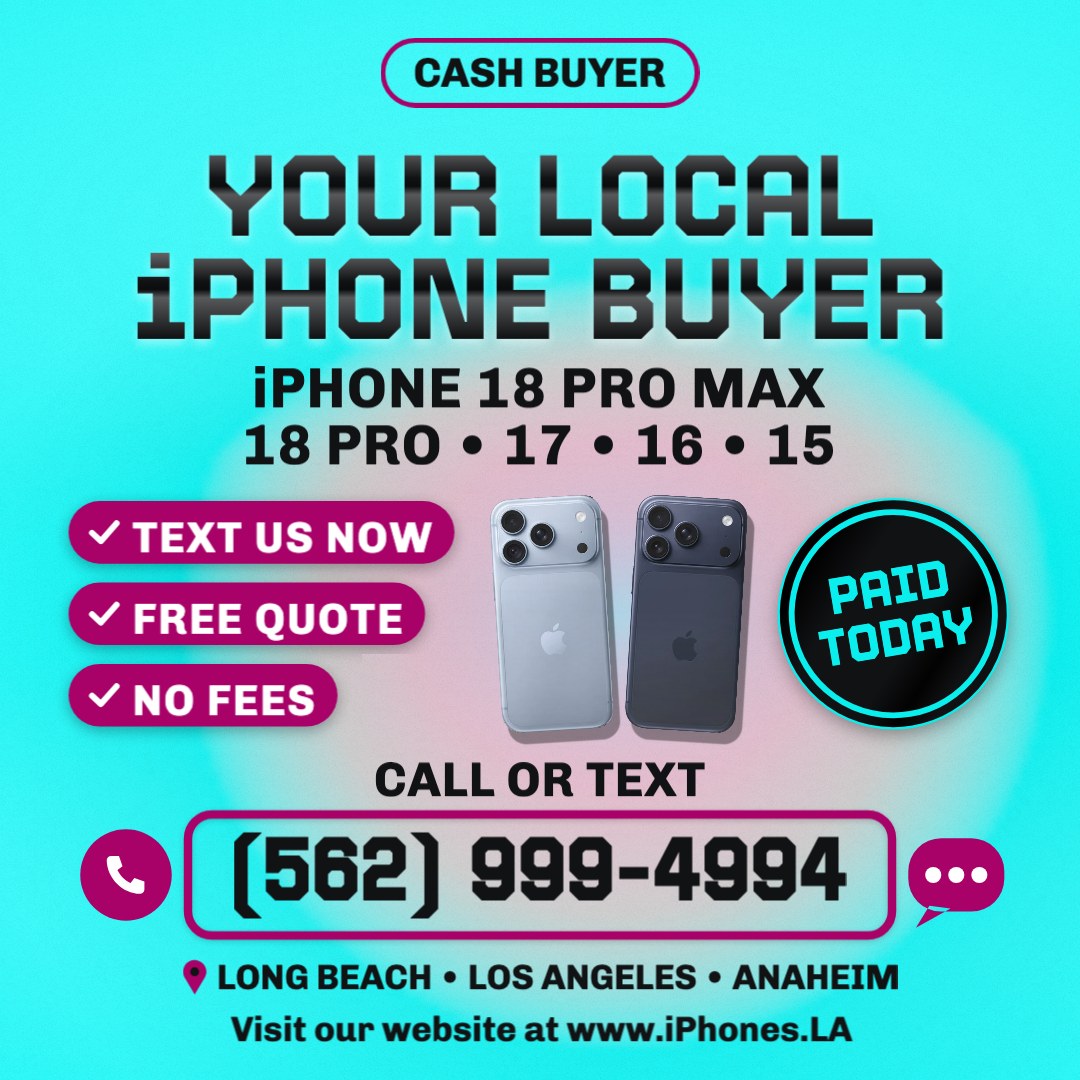 CASH BUYER
YOUR LOCAL
iPHONE BUYER
iPHONE 18 PRO MAX
18 PRO • 17 • 16 • 15
TEXT US NOW
FREE QUOTE
NO FEES
PAID
TODAY
CALL OR TEXT
(562) 999-4994
LONG BEACH • LOS ANGELES • ANAHEIM
Visit our website at www.iPhones.LA